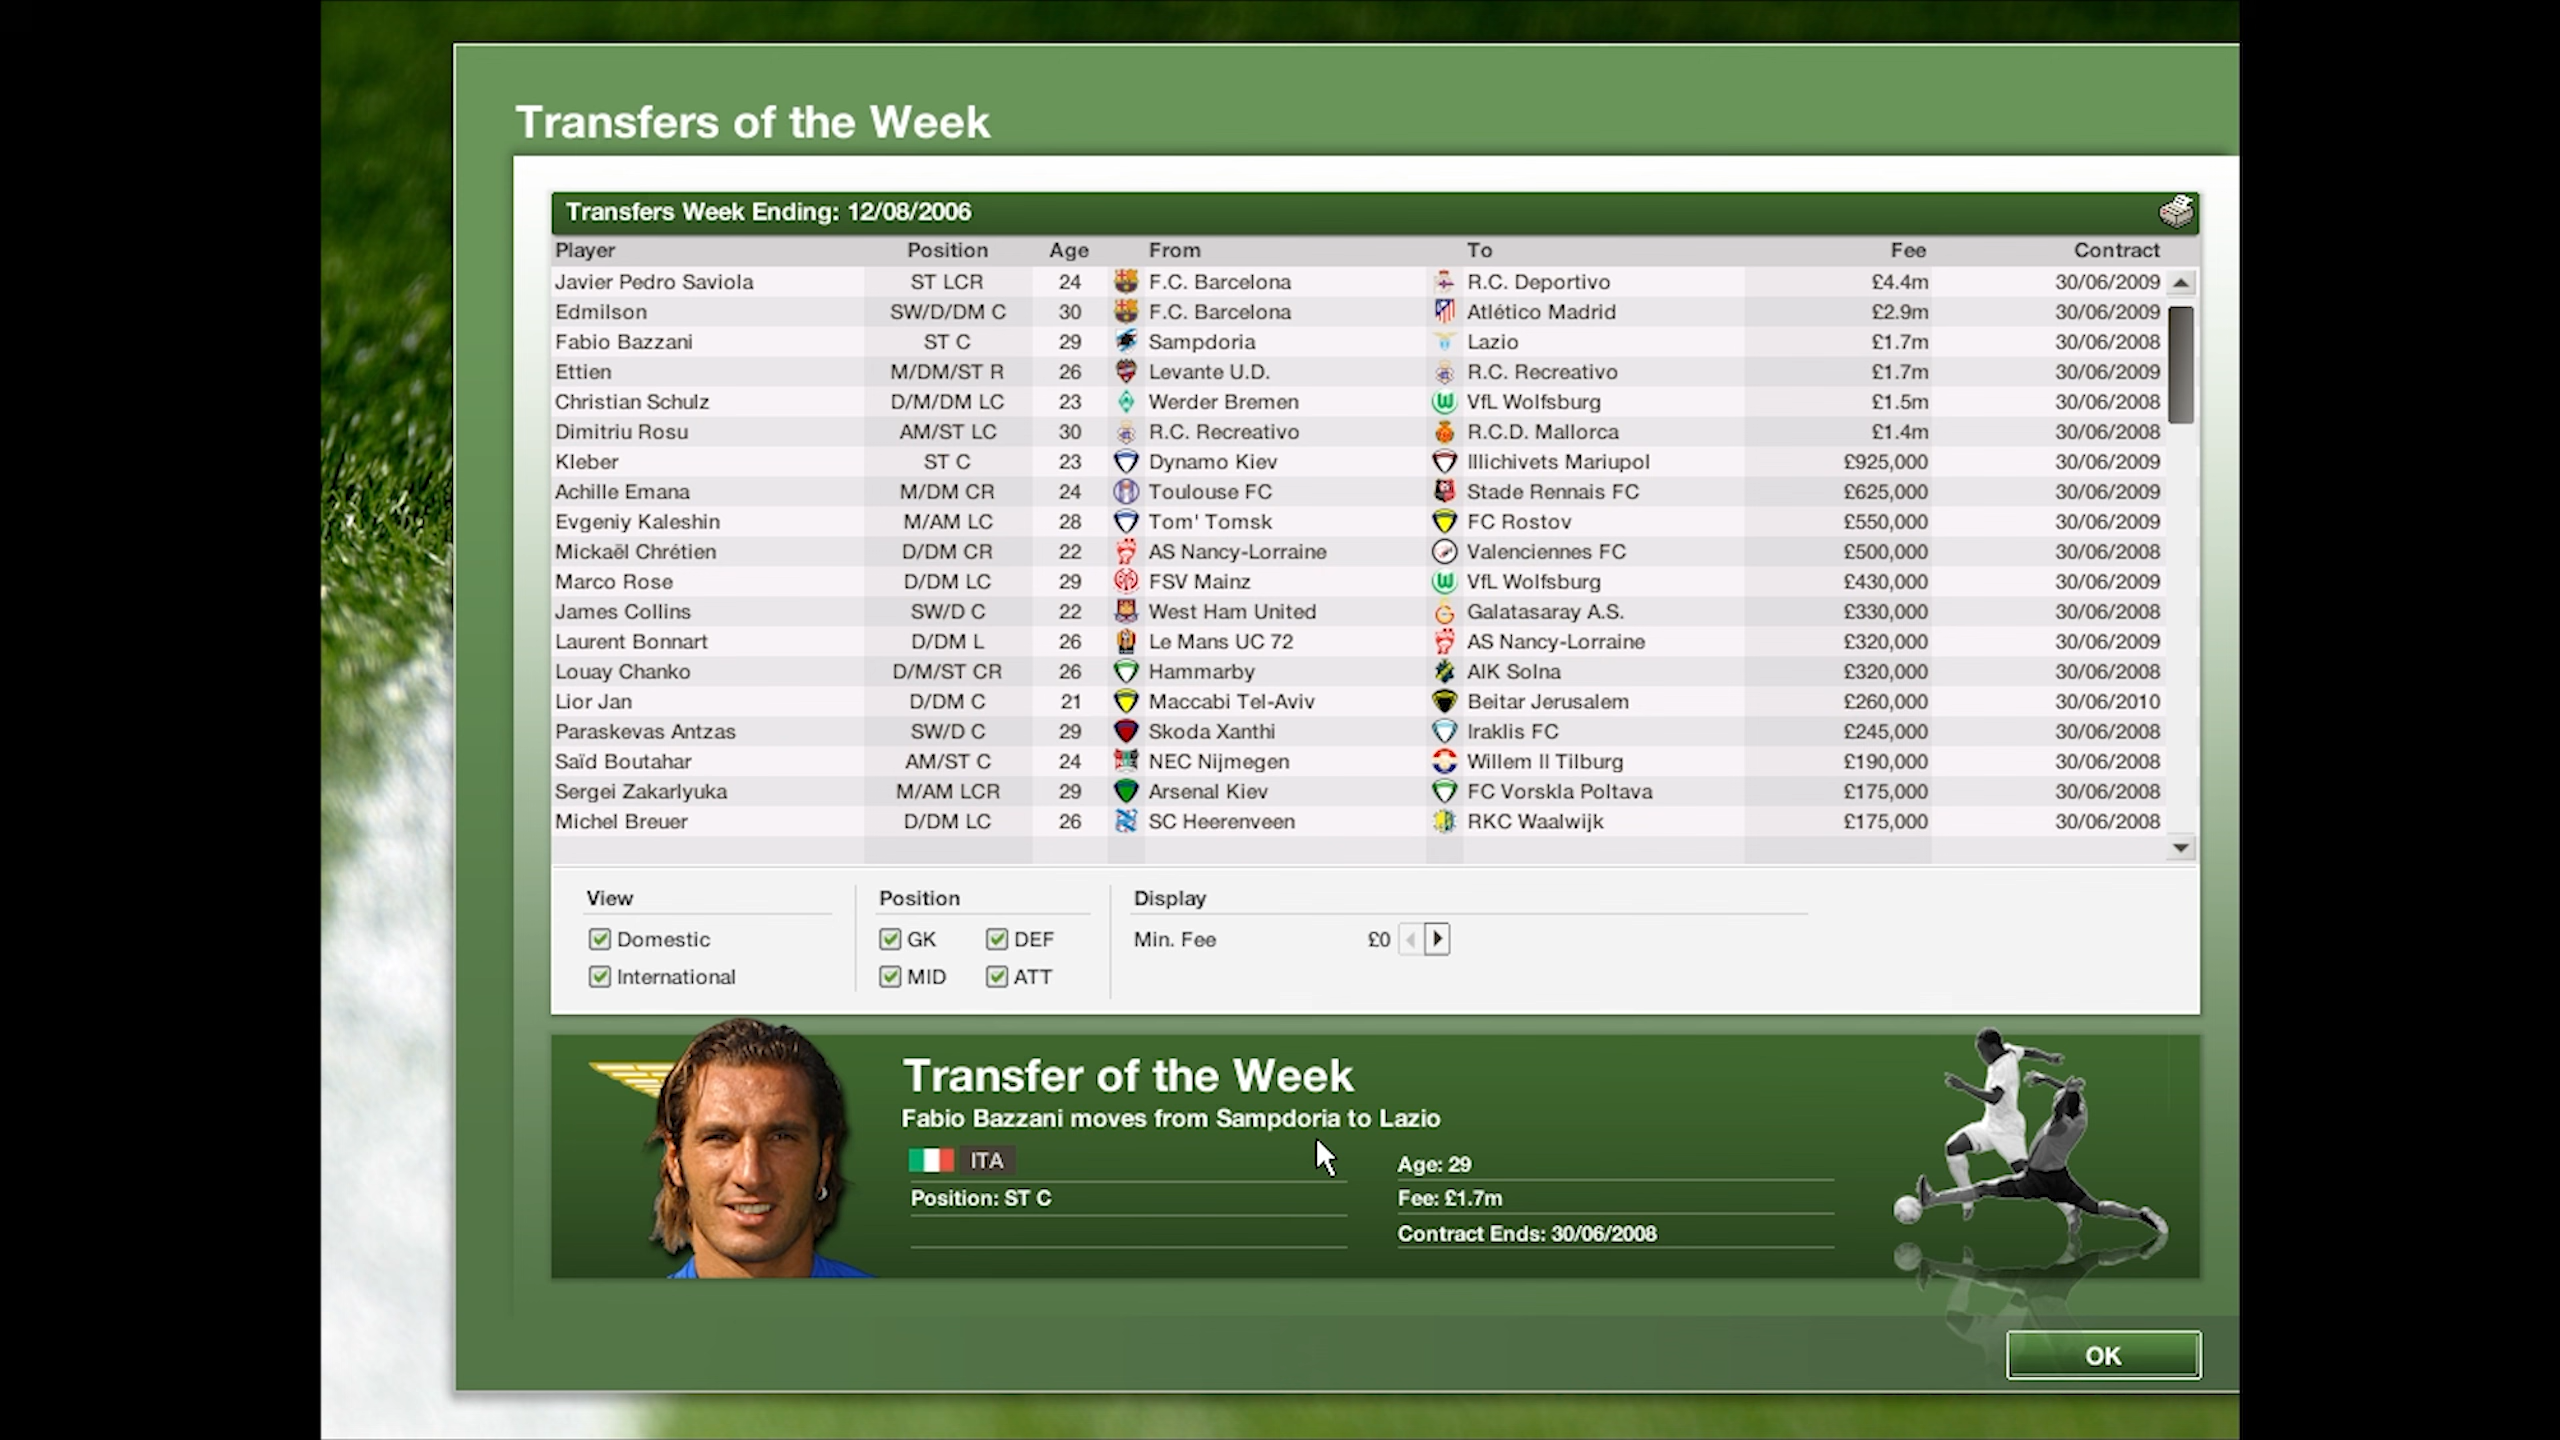 Transfers of the Week
Transfers Week Ending: 12/08/2006
Player Position Age From To Fee Contract
Javier Pedro Saviola ST LCR 24 F.C. Barcelona R.C. Deportivo £4.4m 30/06/2009
Edmilson SW/D/DM C 30 F.C. Barcelona Atlético Madrid £2.9m 30/06/2009
Fabio Bazzani ST C 29 Sampdoria Lazio £1.7m 30/06/2008
Ettien M/DM/ST R 26 Levante U.D. R.C. Recreativo £1.7m 30/06/2009
Christian Schulz D/M/DM LC 23 Werder Bremen VfL Wolfsburg £1.5m 30/06/2008
Dimitriu Rosu AM/ST LC 30 R.C. Recreativo R.C.D. Mallorca £1.4m 30/06/2008
Kleber ST C 23 Dynamo Kiev Illichivets Mariupol £925,000 30/06/2009
Achille Emana M/DM CR 24 Toulouse FC Stade Rennais FC £625,000 30/06/2009
Evgeniy Kaleshin M/AM LC 28 Tom' Tomsk FC Rostov £550,000 30/06/2009
Mickaël Chrétien D/DM CR 22 AS Nancy-Lorraine Valenciennes FC £500,000 30/06/2008
Marco Rose D/DM LC 29 FSV Mainz VfL Wolfsburg £430,000 30/06/2009
James Collins SW/D C 22 West Ham United Galatasaray A.S. £330,000 30/06/2008
Laurent Bonnart D/DM L 26 Le Mans UC 72 AS Nancy-Lorraine £320,000 30/06/2009
Louay Chanko D/M/ST CR 26 Hammarby AIK Solna £320,000 30/06/2008
Lior Jan D/DM C 21 Maccabi Tel-Aviv Beitar Jerusalem £260,000 30/06/2010
Paraskevas Antzas SW/D C 29 Skoda Xanthi Iraklis FC £245,000 30/06/2008
Saïd Boutahar AM/ST C 24 NEC Nijmegen Willem II Tilburg £190,000 30/06/2008
Sergei Zakarlyuka M/AM LCR 29 Arsenal Kiev FC Vorskla Poltava £175,000 30/06/2008
Michel Breuer D/DM LC 26 SC Heerenveen RKC Waalwijk £175,000 30/06/2008
View Position Display
Domestic GK DEF Min. Fee £0
International MID ATT
Transfer of the Week
Fabio Bazzani moves from Sampdoria to Lazio
ITA Age: 29
Position: ST C Fee: £1.7m
Contract Ends: 30/06/2008
OK